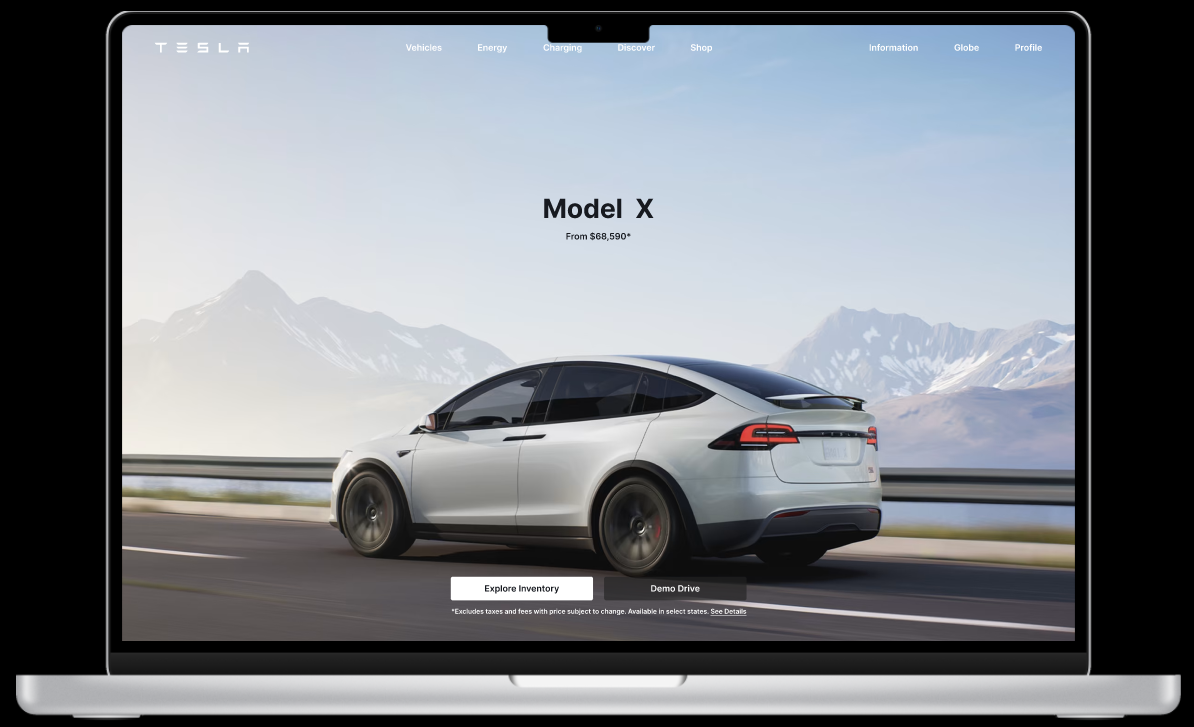 TESLA
Vehicles Energy Charging Discover Shop Information Globe Profile
Model X
From $68,590*
TESLA
Explore Inventory Demo Drive
*Excludes taxes and fees with price subject to change. Available in select states. See Details